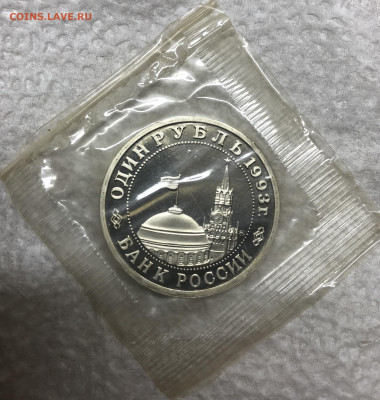 COINS.LAVE.RU
ОДИН РУБЛЬ 1993 г.
БАНК РОССИИ